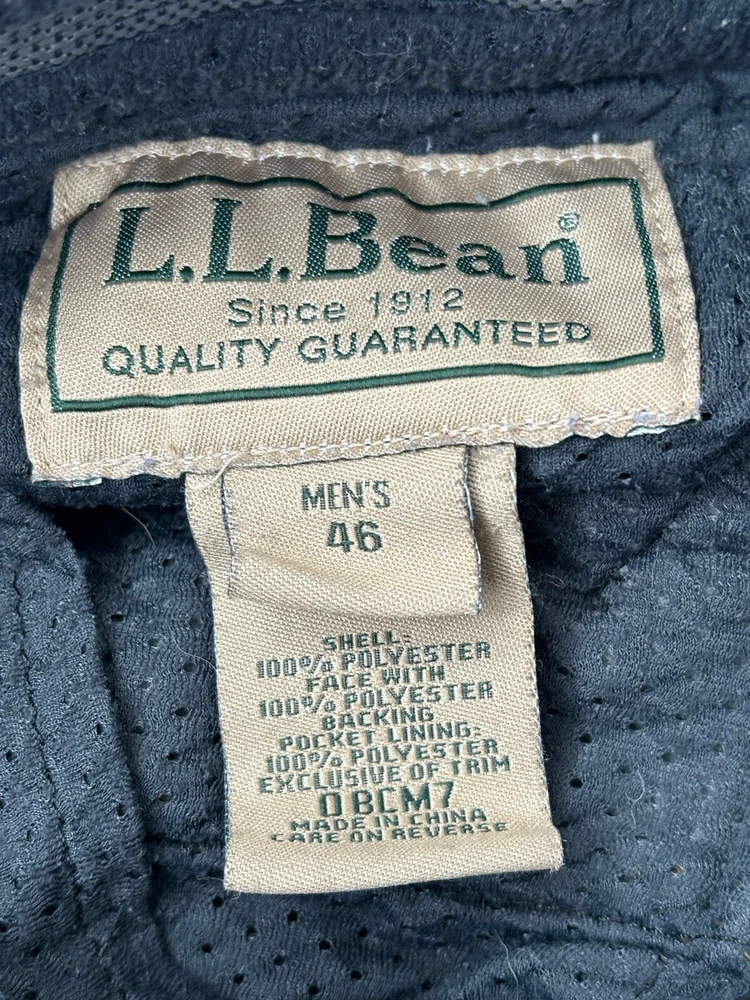 L.L.Bean®
Since 1912
QUALITY GUARANTEED
MEN'S
46
SHELL:
100% POLYESTER
FACE WITH
100% POLYESTER
BACKING
POCKET LINING:
100% POLYESTER
EXCLUSIVE OF TRIM
0BCM7
MADE IN CHINA
CARE ON REVERSE